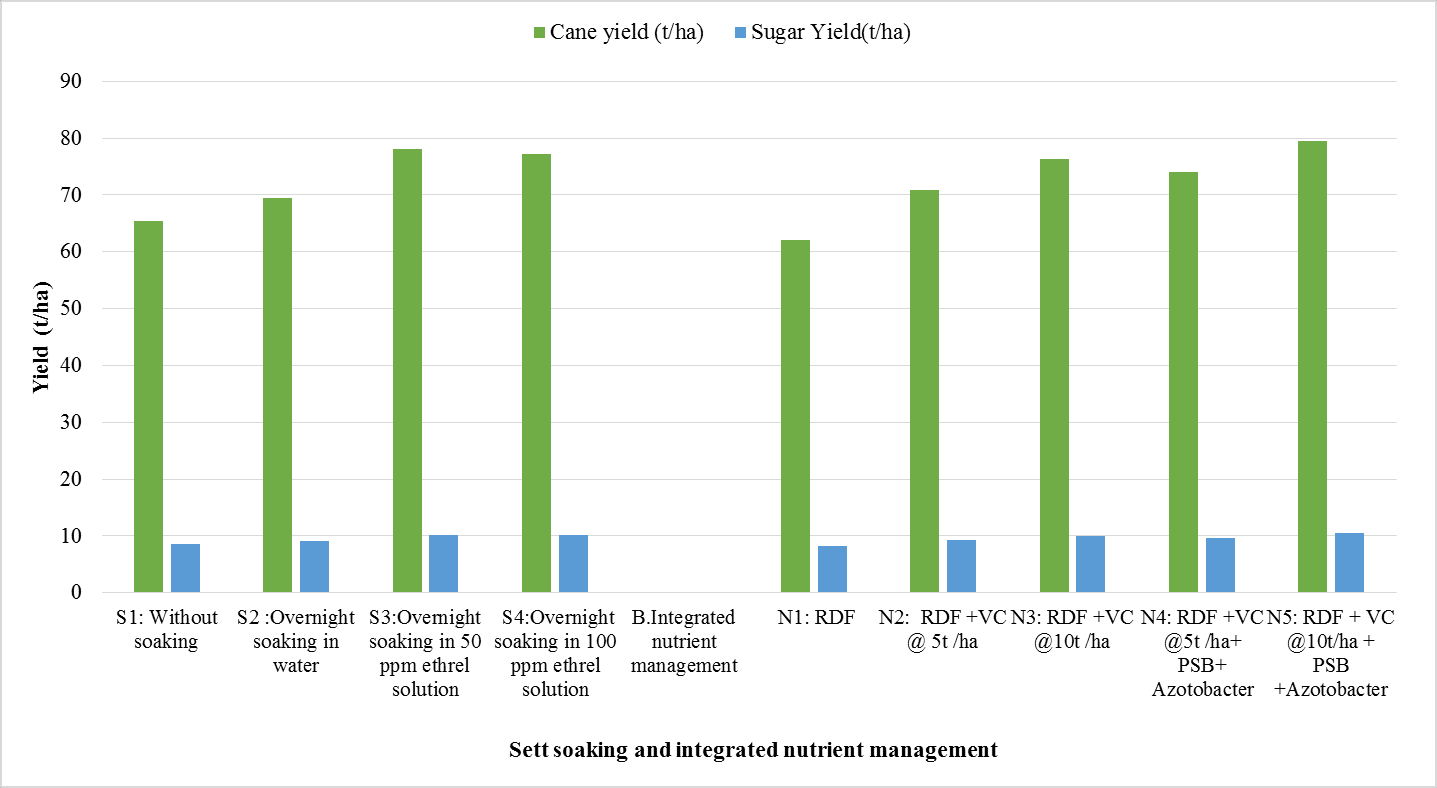 Cane yield (t/ha) Sugar Yield(t/ha)
90
80
70
60
50
40
30
20
10
0
Yield (t/ha)
S1: Without
soaking
S2 :Overnight
soaking in
water
S3:Overnight
soaking in 50
ppm ethrel
solution
S4:Overnight
soaking in 100
ppm ethrel
solution
B.Integrated
nutrient
management
N1: RDF
N2: RDF +VC
@ 5t /ha
N3: RDF +VC
@10t /ha
N4: RDF +VC
@5t /ha+
PSB+
Azotobacter
N5: RDF + VC
@10t/ha +
PSB
+Azotobacter
Sett soaking and integrated nutrient management